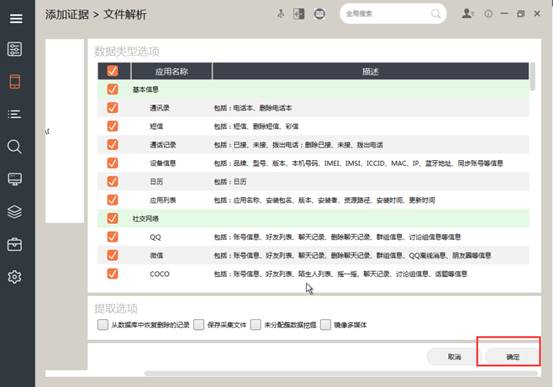 添加证据 > 文件解析
全局搜索
数据类型选项
应用名称 描述
基本信息
通讯录 包括：电话本、删除电话本
短信 包括：短信、删除短信、彩信
通话记录 包括：已接、未接、拨出电话；删除已接、未接、拨出电话
设备信息 包括：品牌、型号、版本、本机号码、IMEI、IMSI、ICCID、MAC、IP、蓝牙地址、同步账号等信息
日历 包括：日历
应用列表 包括：应用名称、安装包名、版本、安装者、资源路径、安装时间、更新时间
社交网络
QQ 包括：账号信息、好友列表、聊天记录、删除聊天记录、群组信息、讨论组信息等信息
微信 包括：账号信息、好友列表、聊天记录、删除聊天记录、群组信息、QQ离线消息、朋友圈等信息
COCO 包括：账号信息、好友列表、陌生人列表、摇一摇、聊天记录、讨论组信息、话题等信息
提取选项
从数据库中恢复删除的记录 保存采集文件 未分配簇数据挖掘 镜像多媒体
取消 确定